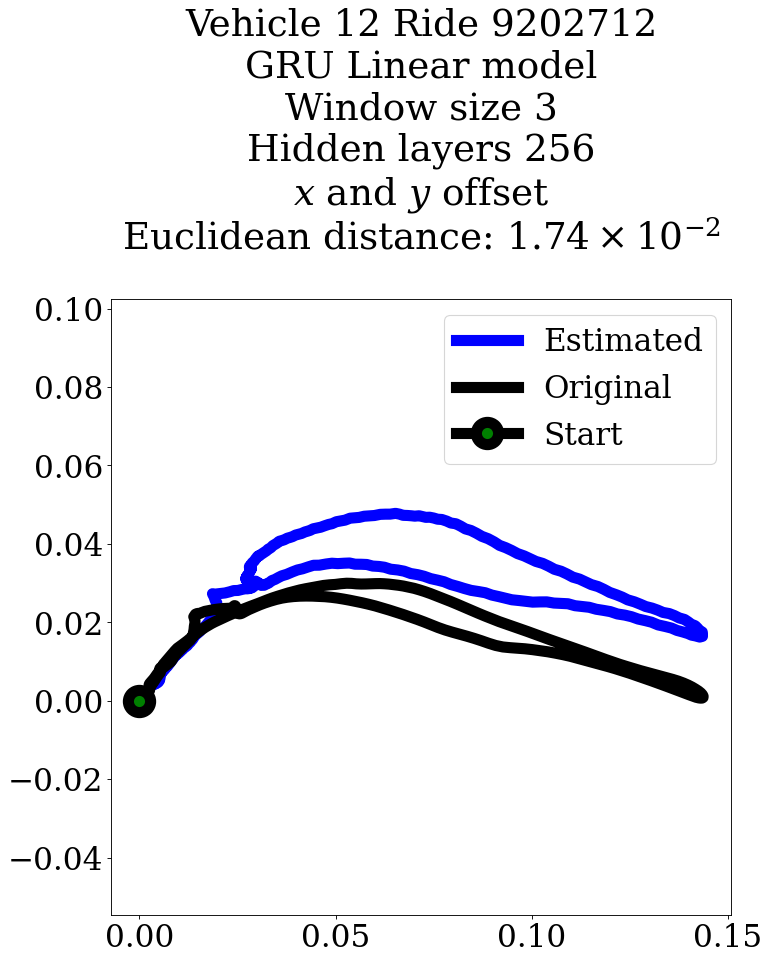 Vehicle 12 Ride 9202712
GRU Linear model
Window size 3
Hidden layers 256
x and y offset
Euclidean distance: 1.74 × 10⁻²
Estimated
Original
Start
0.10
0.08
0.06
0.04
0.02
0.00
−0.02
−0.04
0.00 0.05 0.10 0.15